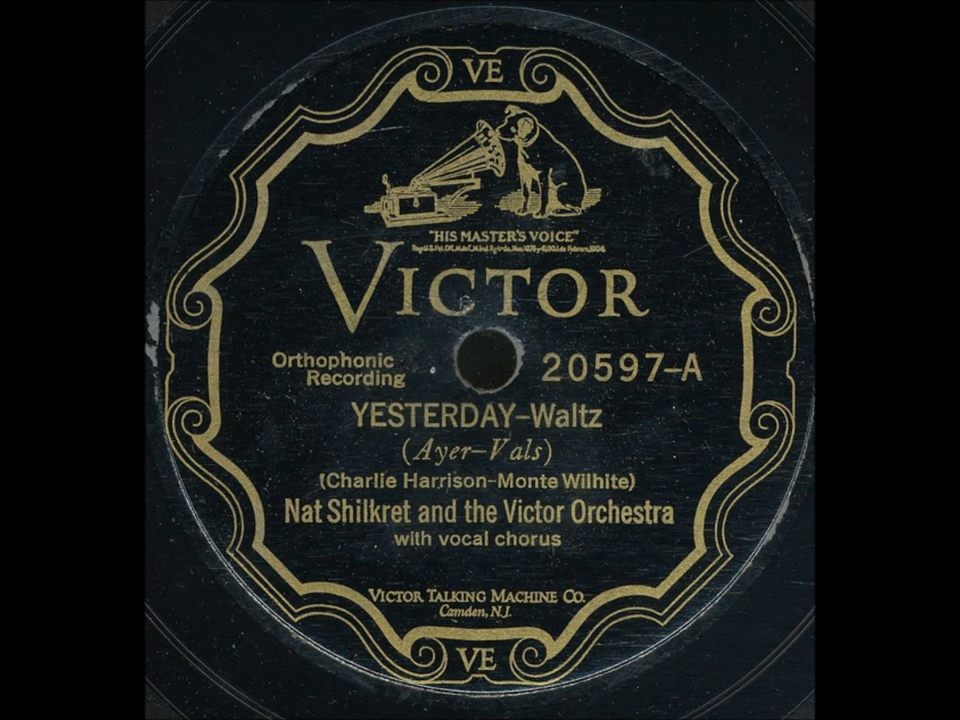 VE
"HIS MASTER'S VOICE"
VICTOR
Orthophonic
Recording
20597-A
YESTERDAY-Waltz
(Ayer-Vals)
(Charlie Harrison-Monte Wilhite)
Nat Shilkret and the Victor Orchestra
with vocal chorus
VICTOR TALKING MACHINE CO.
Camden, N.J.
VE